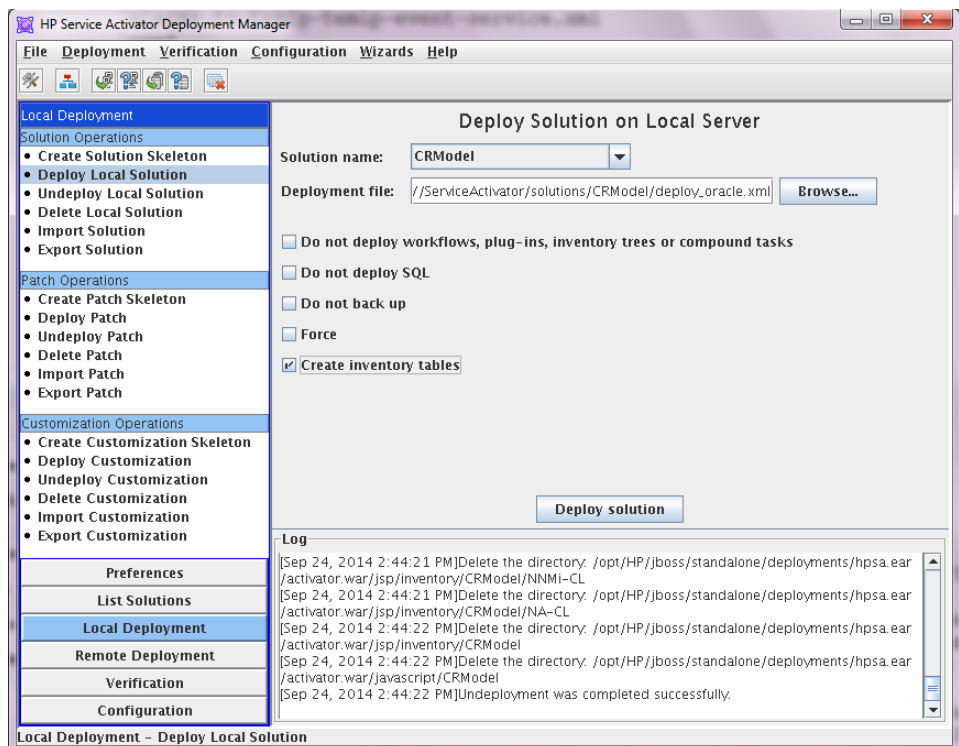 HP Service Activator Deployment Manager
File Deployment Verification Configuration Wizards Help
Local Deployment
Solution Operations
• Create Solution Skeleton
• Deploy Local Solution
• Undeploy Local Solution
• Delete Local Solution
• Import Solution
• Export Solution
Patch Operations
• Create Patch Skeleton
• Deploy Patch
• Undeploy Patch
• Delete Patch
• Import Patch
• Export Patch
Customization Operations
• Create Customization Skeleton
• Deploy Customization
• Undeploy Customization
• Delete Customization
• Import Customization
• Export Customization
Preferences
List Solutions
Local Deployment
Remote Deployment
Verification
Configuration
Deploy Solution on Local Server
Solution name: CRModel
Deployment file: //ServiceActivator/solutions/CRModel/deploy_oracle.xml Browse...
Do not deploy workflows, plug-ins, inventory trees or compound tasks
Do not deploy SQL
Do not back up
Force
Create inventory tables
Deploy solution
Log
[Sep 24, 2014 2:44:21 PM]Delete the directory: /opt/HP/jboss/standalone/deployments/hpsa.ear
/activator.war/jsp/inventory/CRModel/NNMi-CL
[Sep 24, 2014 2:44:21 PM]Delete the directory: /opt/HP/jboss/standalone/deployments/hpsa.ear
/activator.war/jsp/inventory/CRModel/NA-CL
[Sep 24, 2014 2:44:22 PM]Delete the directory: /opt/HP/jboss/standalone/deployments/hpsa.ear
/activator.war/jsp/inventory/CRModel
[Sep 24, 2014 2:44:22 PM]Delete the directory: /opt/HP/jboss/standalone/deployments/hpsa.ear
/activator.war/javascript/CRModel
[Sep 24, 2014 2:44:22 PM]Undeployment was completed successfully.
Local Deployment - Deploy Local Solution